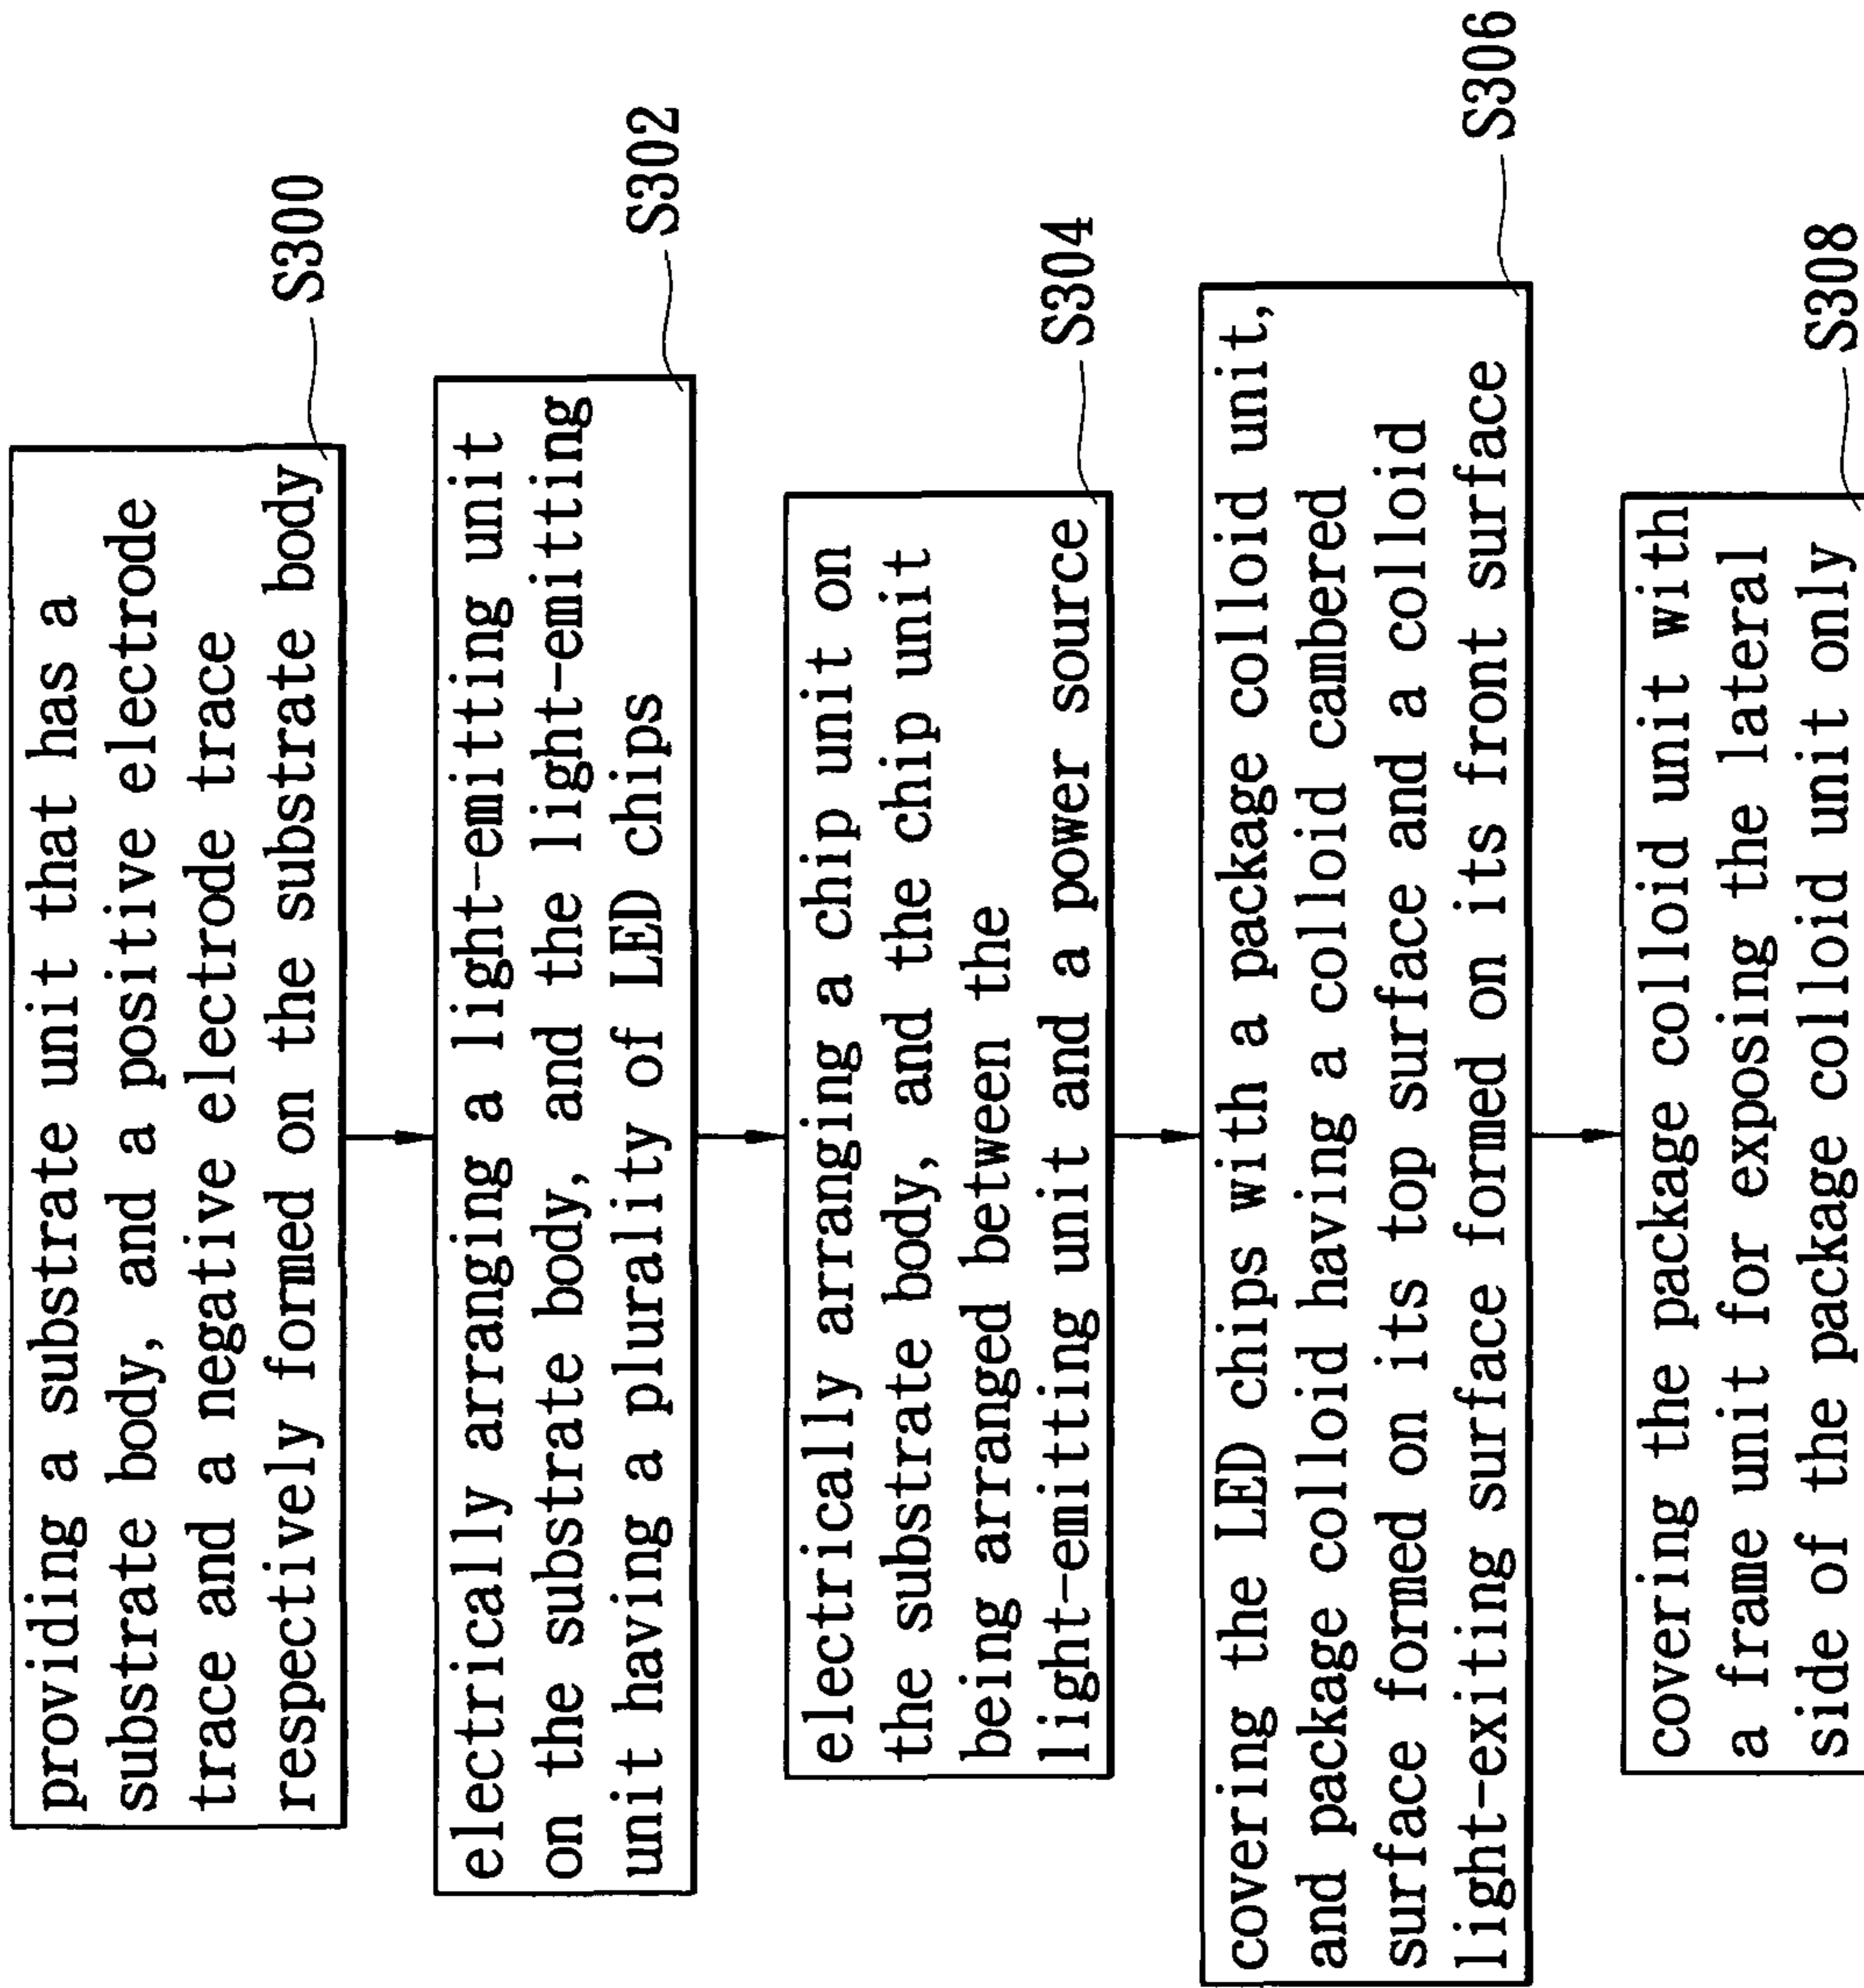 providing a substrate unit that has a
substrate body, and a positive electrode
trace and a negative electrode trace
respectively formed on the substrate body
S300
electrically arranging a light-emitting unit
on the substrate body, and the light-emitting
unit having a plurality of LED chips
S302
electrically arranging a chip unit on
the substrate body, and the chip unit
being arranged between the
light-emitting unit and a power source
S304
covering the LED chips with a package colloid unit,
and package colloid having a colloid cambered
surface formed on its top surface and a colloid
light-exiting surface formed on its front surface
S306
covering the package colloid unit with
a frame unit for exposing the lateral
side of the package colloid unit only
S308